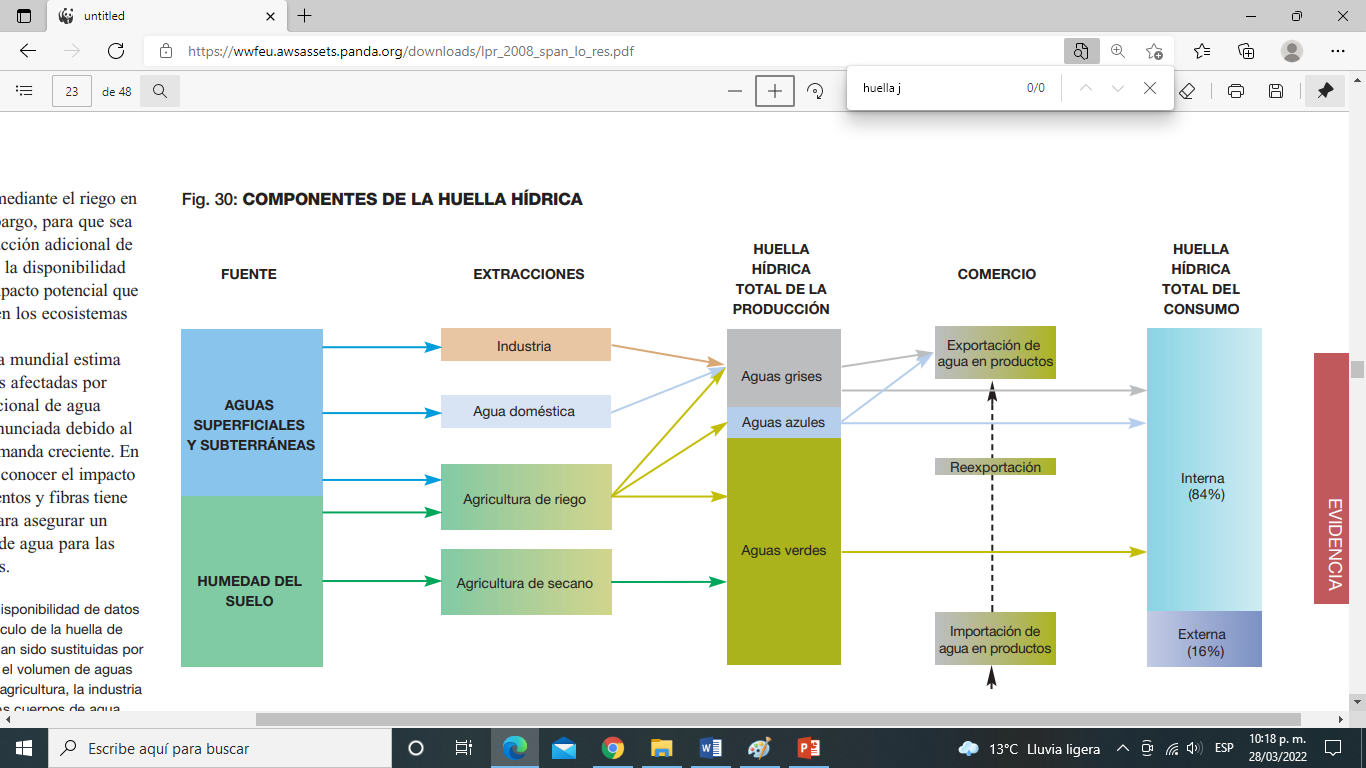 untitled
https://wwfeu.awsassets.panda.org/downloads/lpr_2008_span_lo_res.pdf
23 de 48
huella j
0/0
mediante el riego en
bargo, para que sea
cción adicional de
la disponibilidad
pacto potencial que
en los ecosistemas
a mundial estima
s afectadas por
cional de agua
nunciada debido al
manda creciente. En
conocer el impacto
entos y fibras tiene
ara asegurar un
de agua para las
s.
isponibilidad de datos
culo de la huella de
an sido sustituidas por
el volumen de aguas
agricultura, la industria
os cuerpos de agua
Fig. 30: COMPONENTES DE LA HUELLA HÍDRICA
FUENTE
EXTRACCIONES
HUELLA
HÍDRICA
TOTAL DE LA
PRODUCCIÓN
COMERCIO
HUELLA
HÍDRICA
TOTAL DEL
CONSUMO
AGUAS
SUPERFICIALES
Y SUBTERRÁNEAS
HUMEDAD DEL
SUELO
Industria
Agua doméstica
Agricultura de riego
Agricultura de secano
Aguas grises
Aguas azules
Aguas verdes
Exportación de
agua en productos
Reexportación
Importación de
agua en productos
Interna
(84%)
Externa
(16%)
EVIDENCIA
Escribe aquí para buscar
13°C Lluvia ligera
ESP
10:18 p. m.
28/03/2022